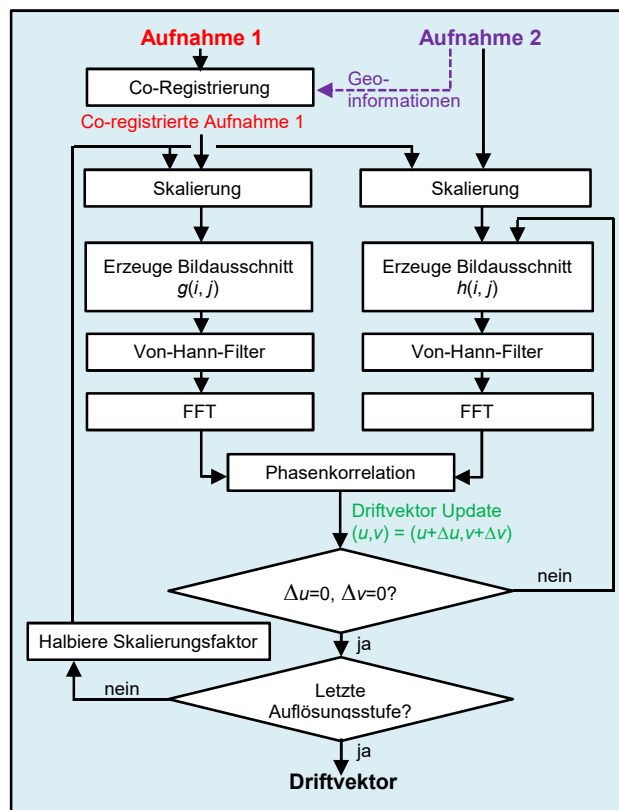 Aufnahme 1
Aufnahme 2
Co-Registrierung
Geo-
informationen
Co-registrierte Aufnahme 1
Skalierung
Skalierung
Erzeuge Bildausschnitt
g(i, j)
Erzeuge Bildausschnitt
h(i, j)
Von-Hann-Filter
Von-Hann-Filter
FFT
FFT
Phasenkorrelation
Driftvektor Update
(u,v) = (u+Δu,v+Δv)
Δu=0, Δv=0?
nein
ja
Halbiere Skalierungsfaktor
nein
Letzte
Auflösungsstufe?
ja
Driftvektor